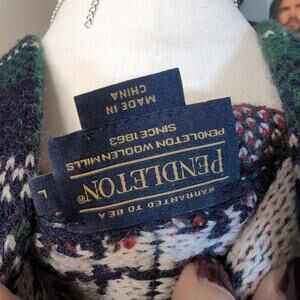 WARRANTED TO BE A
PENDLETON®
PENDLETON WOOLEN MILLS
SINCE 1863
MADE IN
CHINA
L